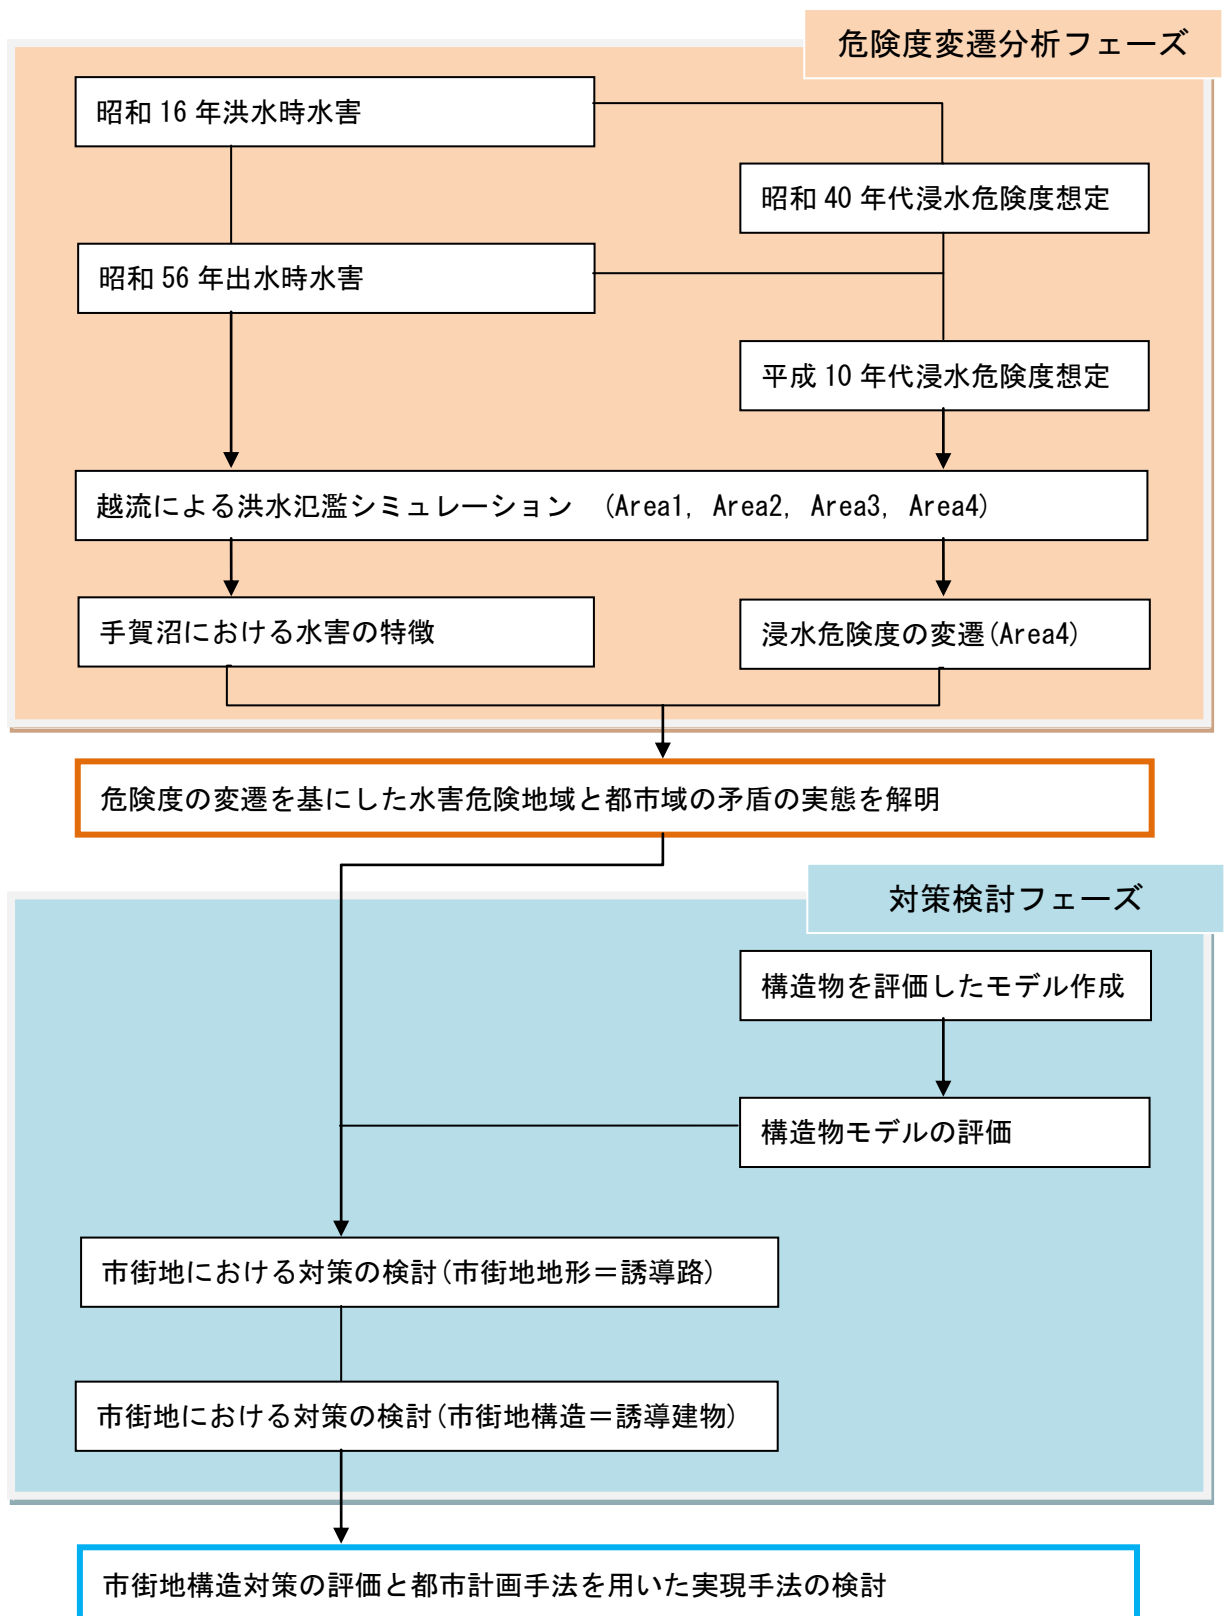 危険度変遷分析フェーズ
昭和 16 年洪水時水害
昭和 40 年代浸水危険度想定
昭和 56 年出水時水害
平成 10 年代浸水危険度想定
越流による洪水氾濫シミュレーション (Area1, Area2, Area3, Area4)
手賀沼における水害の特徴
浸水危険度の変遷(Area4)
危険度の変遷を基にした水害危険地域と都市域の矛盾の実態を解明
対策検討フェーズ
構造物を評価したモデル作成
構造物モデルの評価
市街地における対策の検討(市街地地形＝誘導路)
市街地における対策の検討(市街地構造＝誘導建物)
市街地構造対策の評価と都市計画手法を用いた実現手法の検討